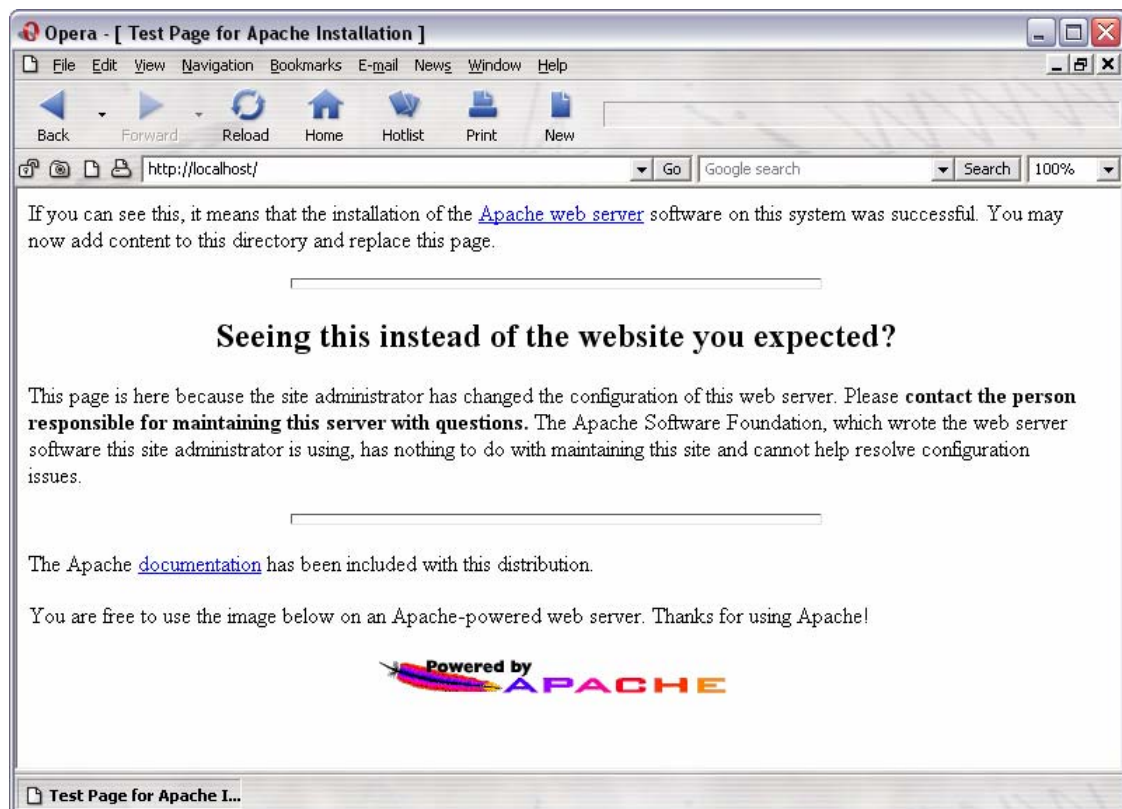 Opera - [ Test Page for Apache Installation ]
File Edit View Navigation Bookmarks E-mail News Window Help
Back Forward Reload Home Hotlist Print New
http://localhost/ Go Google search Search 100%
If you can see this, it means that the installation of the Apache web server software on this system was successful. You may
now add content to this directory and replace this page.
Seeing this instead of the website you expected?
This page is here because the site administrator has changed the configuration of this web server. Please contact the person
responsible for maintaining this server with questions. The Apache Software Foundation, which wrote the web server
software this site administrator is using, has nothing to do with maintaining this site and cannot help resolve configuration
issues.
The Apache documentation has been included with this distribution.
You are free to use the image below on an Apache-powered web server. Thanks for using Apache!
Powered by
APACHE
Test Page for Apache I...